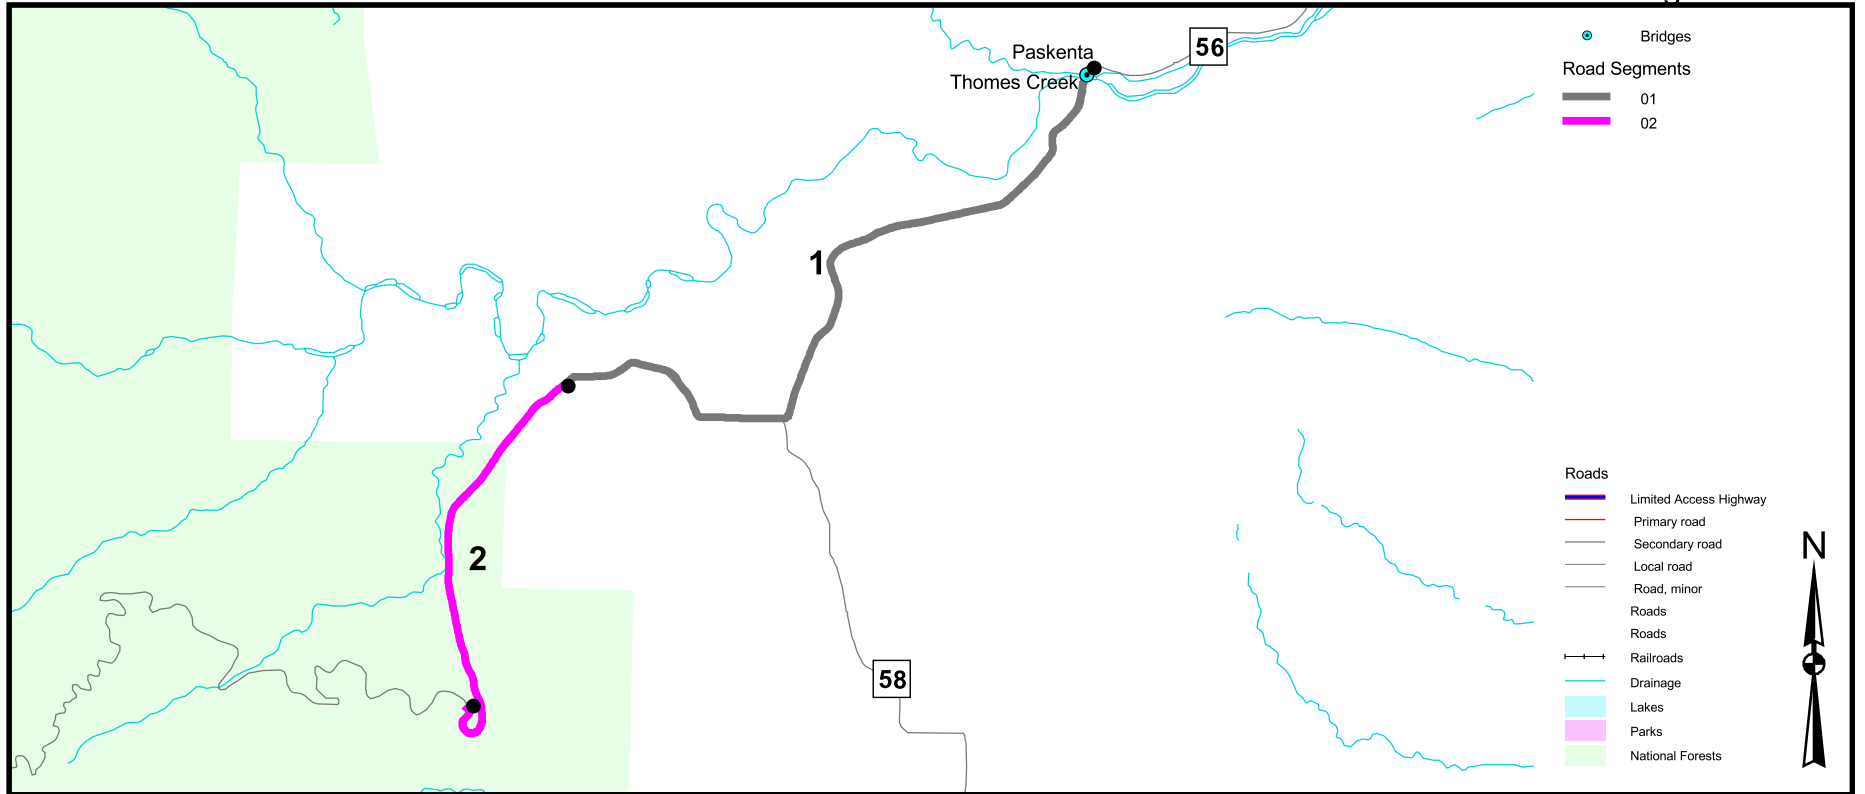 56
Paskenta
Thomes Creek
1
2
58
Bridges
Road Segments
01
02
Roads
Limited Access Highway
Primary road
Secondary road
Local road
Road, minor
Roads
Roads
Railroads
Drainage
Lakes
Parks
National Forests
N